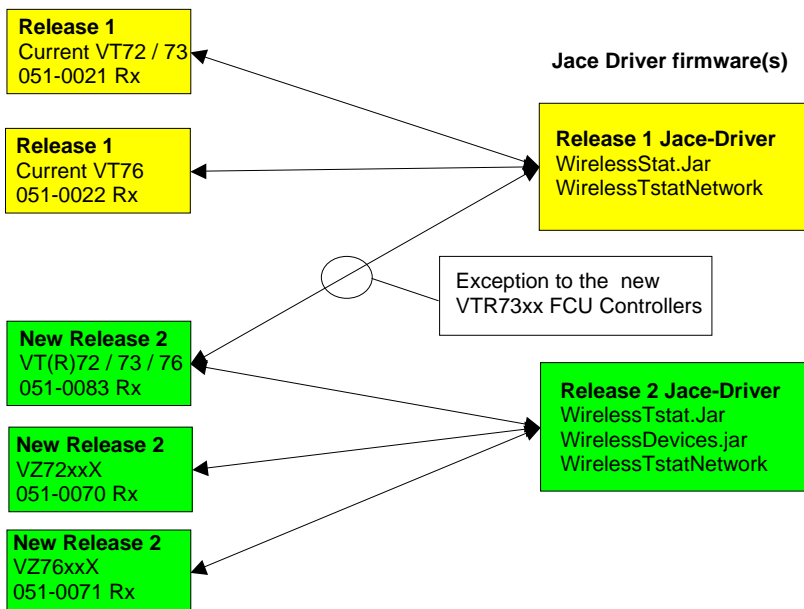 Release 1
Current VT72 / 73
051-0021 Rx
Jace Driver firmware(s)
Release 1
Current VT76
051-0022 Rx
Release 1 Jace-Driver
WirelessStat.Jar
WirelessTstatNetwork
Exception to the new
VTR73xx FCU Controllers
New Release 2
VT(R)72 / 73 / 76
051-0083 Rx
Release 2 Jace-Driver
WirelessTstat.Jar
WirelessDevices.jar
WirelessTstatNetwork
New Release 2
VZ72xxX
051-0070 Rx
New Release 2
VZ76xxX
051-0071 Rx